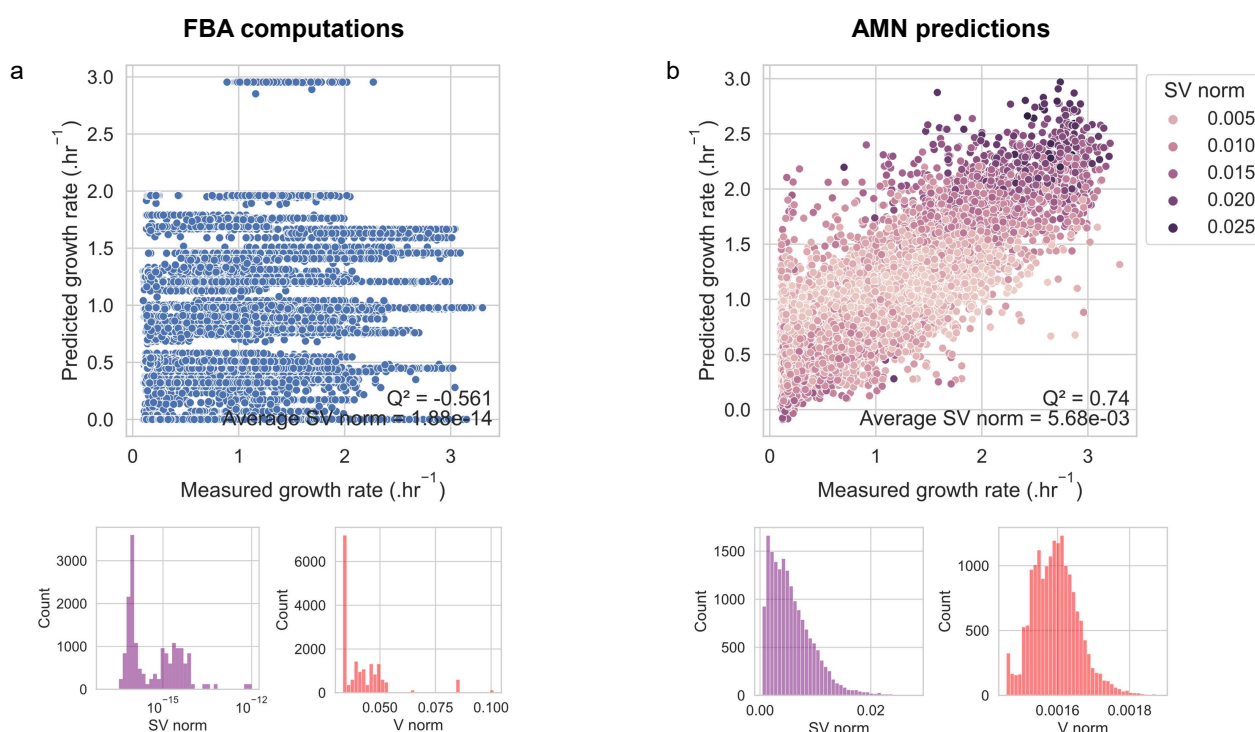 FBA computations
AMN predictions
a
3.0
2.5
2.0
1.5
1.0
0.5
0.0
Predicted growth rate (.hr⁻¹)
Q² = -0.561
Average SV norm = 1.88e-14
0 1 2 3
Measured growth rate (.hr⁻¹)
b
3.0
2.5
2.0
1.5
1.0
0.5
0.0
Predicted growth rate (.hr⁻¹)
Q² = 0.74
Average SV norm = 5.68e-03
0 1 2 3
Measured growth rate (.hr⁻¹)
SV norm
0.005
0.010
0.015
0.020
0.025
3000
2000
1000
0
Count
10⁻¹⁵ 10⁻¹²
SV norm
6000
4000
2000
0
Count
0.050 0.075 0.100
V norm
1500
1000
500
0
Count
0.00 0.02
SV norm
1000
500
0
Count
0.0016 0.0018
V norm